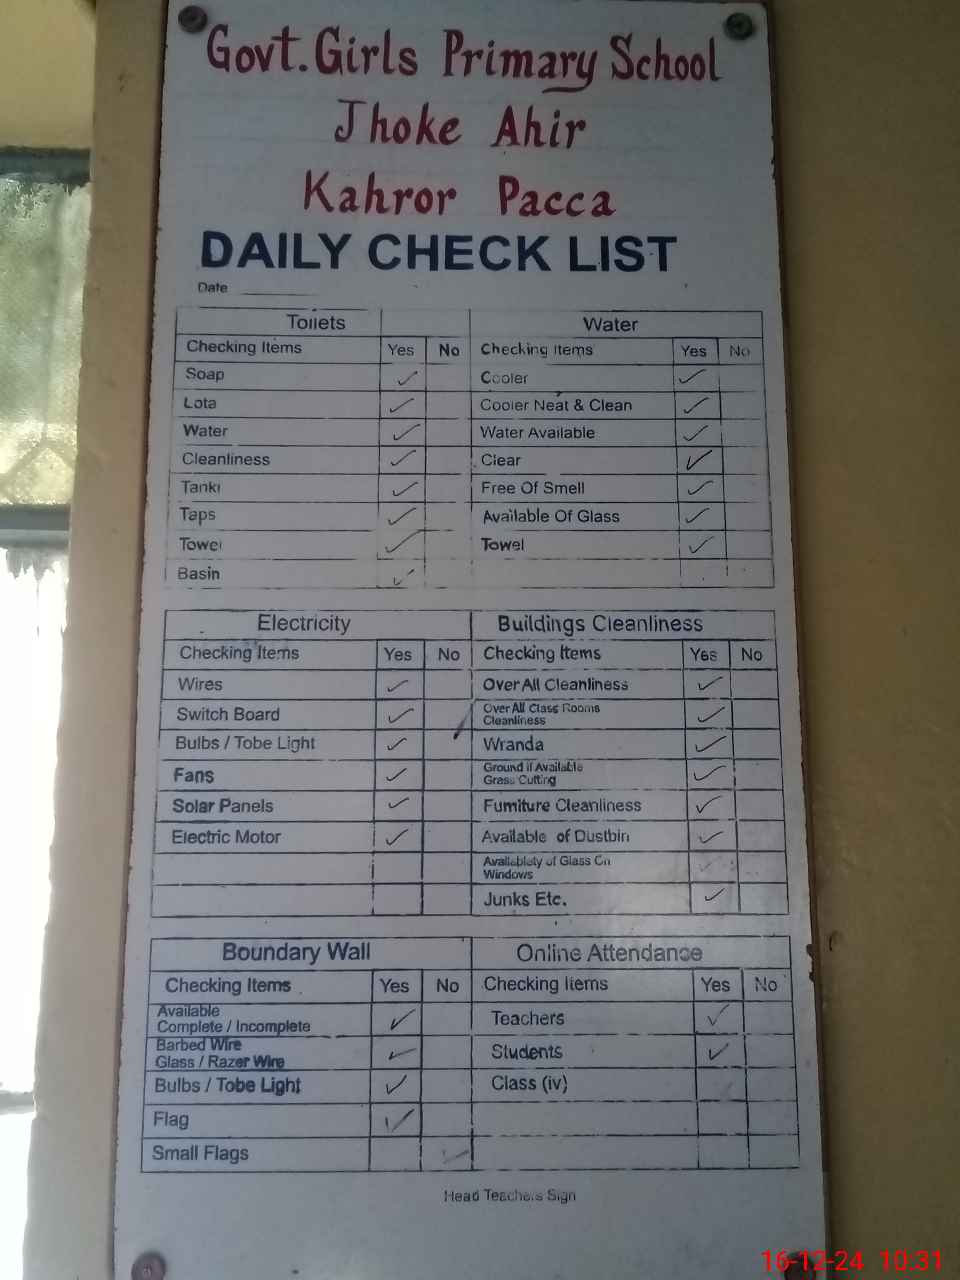 Govt. Girls Primary School
Jhoke Ahir
Kahror Pacca
DAILY CHECK LIST
Date
Toilets Water
Checking Items Yes No Checking Items Yes No
Soap ✓ Cooler ✓
Lota ✓ Cooler Neat & Clean ✓
Water ✓ Water Available ✓
Cleanliness ✓ Clear ✓
Tanki ✓ Free Of Smell ✓
Taps ✓ Available Of Glass ✓
Towel ✓ Towel ✓
Basin ✓
Electricity Buildings Cleanliness
Checking Items Yes No Checking Items Yes No
Wires ✓ Over All Cleanliness ✓
Switch Board ✓ Over All Class Rooms
Cleanliness ✓
Bulbs / Tobe Light ✓ Wranda ✓
Fans ✓ Ground if Available
Grass Cutting ✓
Solar Panels ✓ Furniture Cleanliness ✓
Electric Motor ✓ Available of Dustbin ✓
Availablety of Glass On
Windows
Junks Etc. ✓
Boundary Wall Online Attendance
Checking Items Yes No Checking Items Yes No
Available
Complete / Incomplete ✓ Teachers ✓
Barbed Wire
Glass / Razer Wire ✓ Students ✓
Bulbs / Tobe Light ✓ Class (iv)
Flag ✓
Small Flags ✓
Head Teachers Sign
16-12-24 10:31